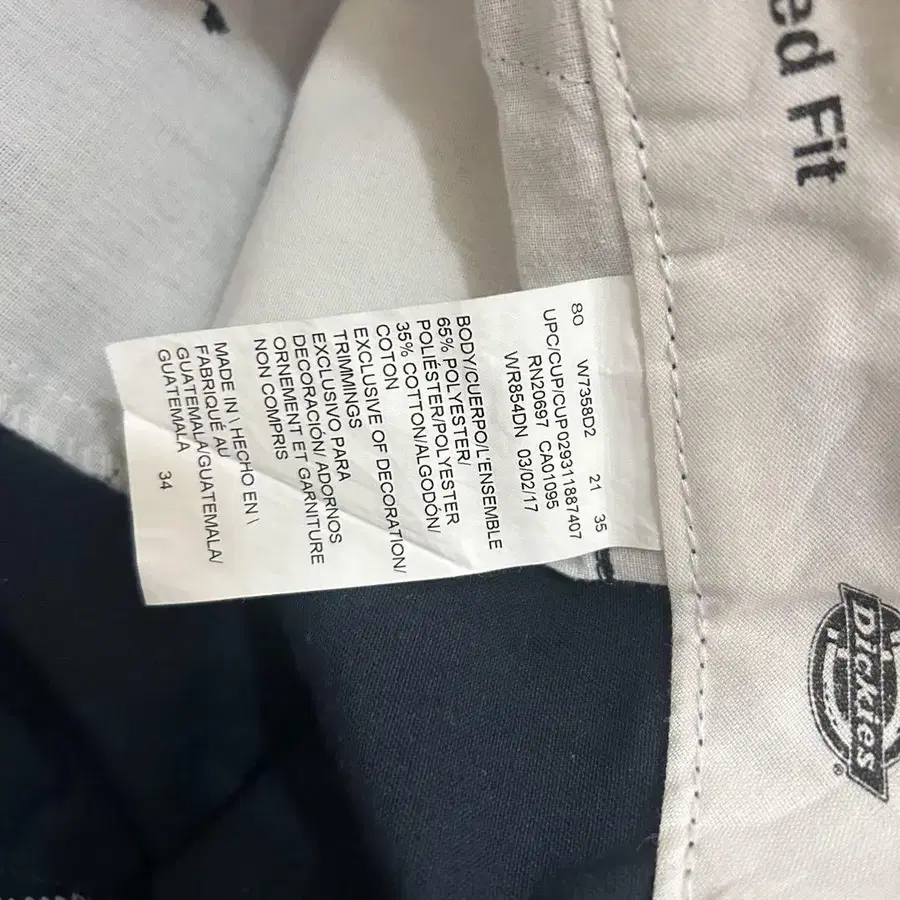 ed Fit
Dickies
®
80 W7358D2 21 35
UPC/CUP/CUP029311887407
RN20697 CA01095
WR854DN 03/02/17
BODY/CUERPO/L'ENSEMBLE
65% POLYESTER/
POLIÉSTER/POLYESTER
35% COTTON/ALGODÓN/
COTON
EXCLUSIVE OF DECORATION/
TRIMMINGS
EXCLUSIVO PARA
DECORACIÓN/ ADORNOS
ORNEMENT ET GARNITURE
NON COMPRIS
MADE IN \ HECHO EN \
FABRIQUÉ AU
GUATEMALA/GUATEMALA/
GUATEMALA 34